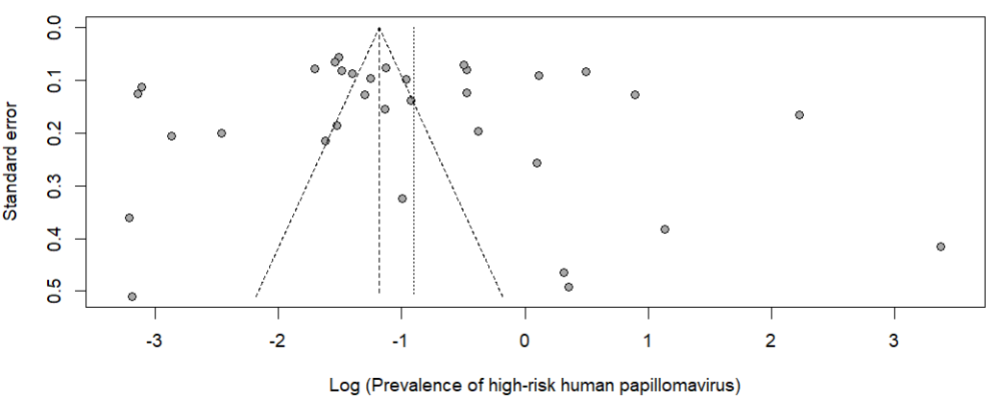 0.0
0.1
0.2
0.3
0.4
0.5
Standard error
-3 -2 -1 0 1 2 3
Log (Prevalence of high-risk human papillomavirus)